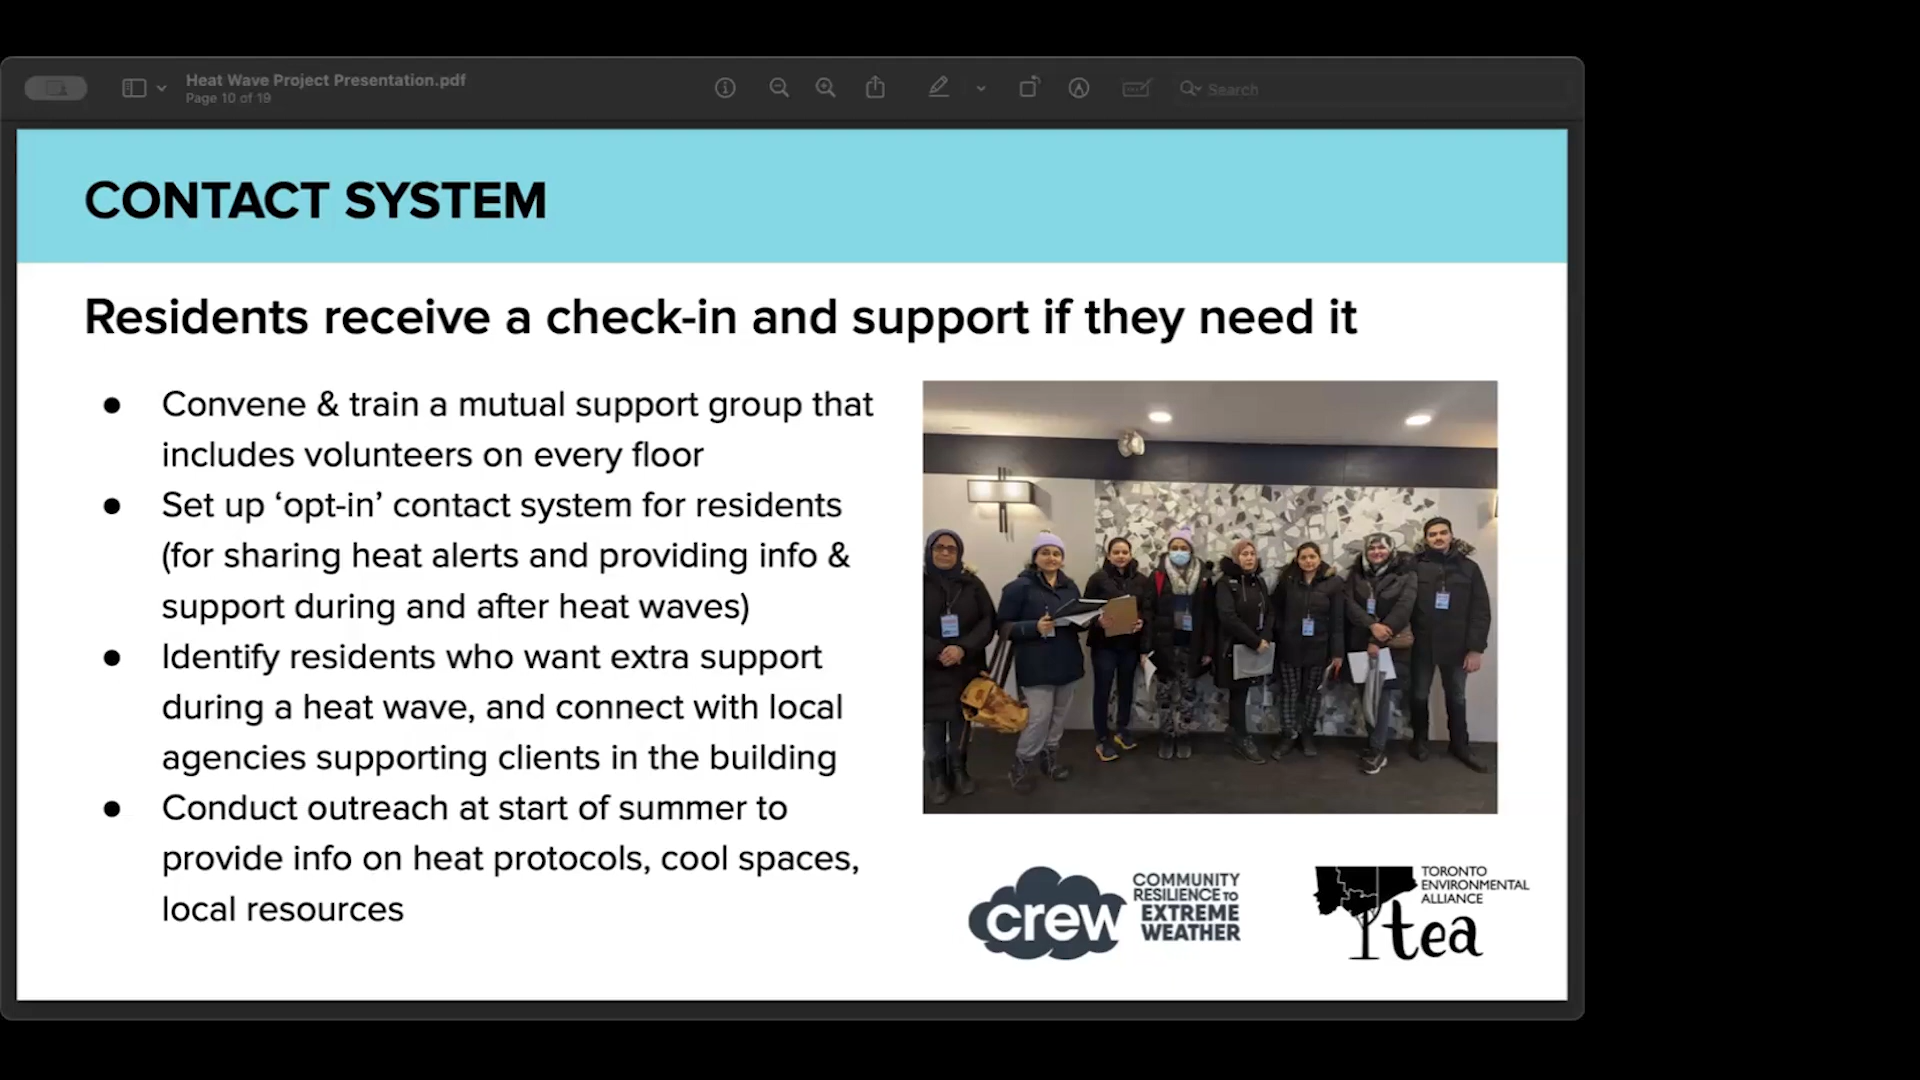 Heat Wave Project Presentation.pdf
Page 10 of 19
Search
CONTACT SYSTEM
Residents receive a check-in and support if they need it
● Convene & train a mutual support group that
includes volunteers on every floor
● Set up ‘opt-in’ contact system for residents
(for sharing heat alerts and providing info &
support during and after heat waves)
● Identify residents who want extra support
during a heat wave, and connect with local
agencies supporting clients in the building
● Conduct outreach at start of summer to
provide info on heat protocols, cool spaces,
local resources
crew
COMMUNITY
RESILIENCE TO
EXTREME
WEATHER
TORONTO
ENVIRONMENTAL
ALLIANCE
tea